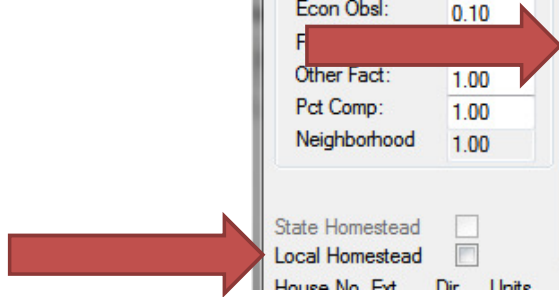 Econ Obsl: 0.10
Other Fact: 1.00
Pct Comp: 1.00
Neighborhood 1.00
State Homestead
Local Homestead
House No Ext Dir Units